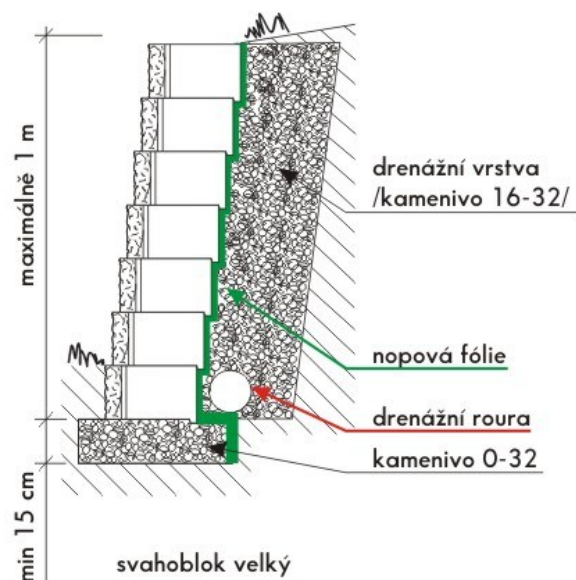 maximálně 1 m
drenážní vrstva
/kamenivo 16-32/
nopová fólie
drenážní roura
kamenivo 0-32
min 15 cm
svahoblok velký